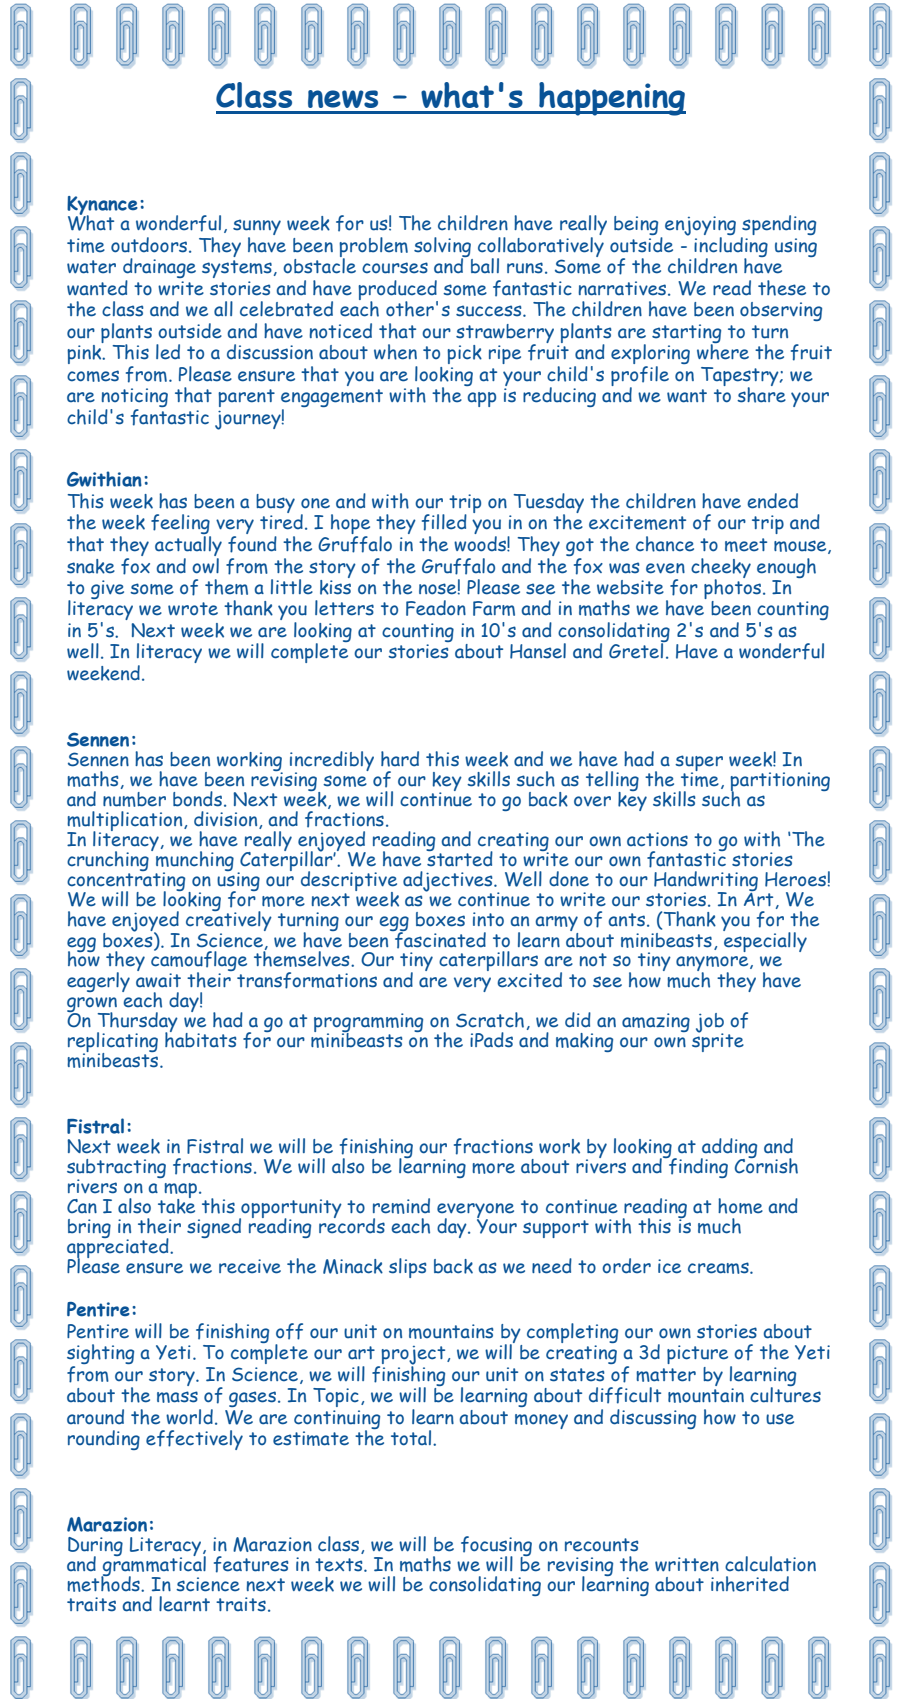 Class news – what's happening
Kynance:
What a wonderful, sunny week for us! The children have really being enjoying spending
time outdoors. They have been problem solving collaboratively outside - including using
water drainage systems, obstacle courses and ball runs. Some of the children have
wanted to write stories and have produced some fantastic narratives. We read these to
the class and we all celebrated each other's success. The children have been observing
our plants outside and have noticed that our strawberry plants are starting to turn
pink. This led to a discussion about when to pick ripe fruit and exploring where the fruit
comes from. Please ensure that you are looking at your child's profile on Tapestry; we
are noticing that parent engagement with the app is reducing and we want to share your
child's fantastic journey!
Gwithian:
This week has been a busy one and with our trip on Tuesday the children have ended
the week feeling very tired. I hope they filled you in on the excitement of our trip and
that they actually found the Gruffalo in the woods! They got the chance to meet mouse,
snake fox and owl from the story of the Gruffalo and the fox was even cheeky enough
to give some of them a little kiss on the nose! Please see the website for photos. In
literacy we wrote thank you letters to Feadon Farm and in maths we have been counting
in 5's.  Next week we are looking at counting in 10's and consolidating 2's and 5's as
well. In literacy we will complete our stories about Hansel and Gretel. Have a wonderful
weekend.
Sennen:
Sennen has been working incredibly hard this week and we have had a super week! In
maths, we have been revising some of our key skills such as telling the time, partitioning
and number bonds. Next week, we will continue to go back over key skills such as
multiplication, division, and fractions.
In literacy, we have really enjoyed reading and creating our own actions to go with ‘The
crunching munching Caterpillar’. We have started to write our own fantastic stories
concentrating on using our descriptive adjectives. Well done to our Handwriting Heroes!
We will be looking for more next week as we continue to write our stories. In Art, We
have enjoyed creatively turning our egg boxes into an army of ants. (Thank you for the
egg boxes). In Science, we have been fascinated to learn about minibeasts, especially
how they camouflage themselves. Our tiny caterpillars are not so tiny anymore, we
eagerly await their transformations and are very excited to see how much they have
grown each day!
On Thursday we had a go at programming on Scratch, we did an amazing job of
replicating habitats for our minibeasts on the iPads and making our own sprite
minibeasts.
Fistral:
Next week in Fistral we will be finishing our fractions work by looking at adding and
subtracting fractions. We will also be learning more about rivers and finding Cornish
rivers on a map.
Can I also take this opportunity to remind everyone to continue reading at home and
bring in their signed reading records each day. Your support with this is much
appreciated.
Please ensure we receive the Minack slips back as we need to order ice creams.
Pentire:
Pentire will be finishing off our unit on mountains by completing our own stories about
sighting a Yeti. To complete our art project, we will be creating a 3d picture of the Yeti
from our story. In Science, we will finishing our unit on states of matter by learning
about the mass of gases. In Topic, we will be learning about difficult mountain cultures
around the world. We are continuing to learn about money and discussing how to use
rounding effectively to estimate the total.
Marazion:
During Literacy, in Marazion class, we will be focusing on recounts
and grammatical features in texts. In maths we will be revising the written calculation
methods. In science next week we will be consolidating our learning about inherited
traits and learnt traits.